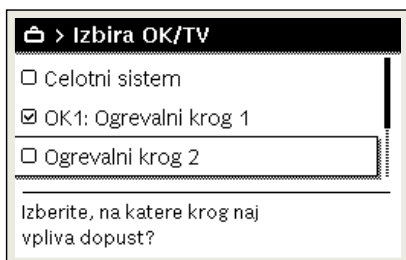 > Izbira OK/TV
Celotni sistem
OK1: Ogrevalni krog 1
Ogrevalni krog 2
Izberite, na katere krog naj
vpliva dopust?